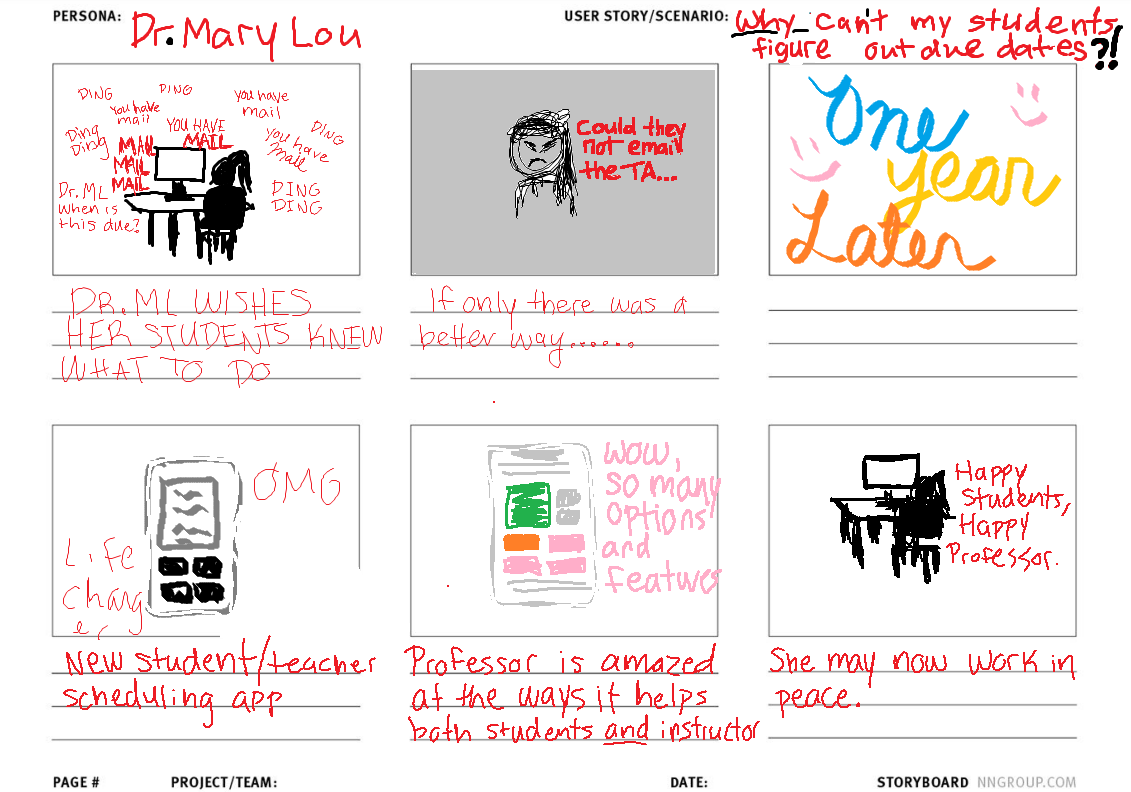 PERSONA: Dr. Mary Lou
USER STORY/SCENARIO: Why can't my students
figure out due dates?!
DING
DING
You have
mail
You have
mail
Ding
Ding
MAIL
MAIL
MAIL
YOU HAVE
MAIL
DING
You have
Mail
Dr. ML
when is
this due?
DING
DING
DR. ML WISHES
HER STUDENTS KNEW
WHAT TO DO
Could they
not email
the TA...
If only there was a
better way......
One
year
Later
OMG
Life
chang
er
New student/teacher
scheduling app
wow,
so many
options
and
features
Professor is amazed
at the ways it helps
both students and instructor
Happy
Students,
Happy
Professor.
She may now work in
peace.
PAGE #
PROJECT/TEAM:
DATE:
STORYBOARD NNGROUP.COM